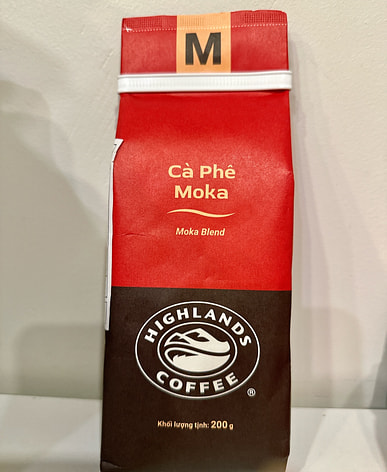 M
Cà Phê
Moka
Moka Blend
HIGHLANDS
COFFEE
®
Khối lượng tịnh: 200 g